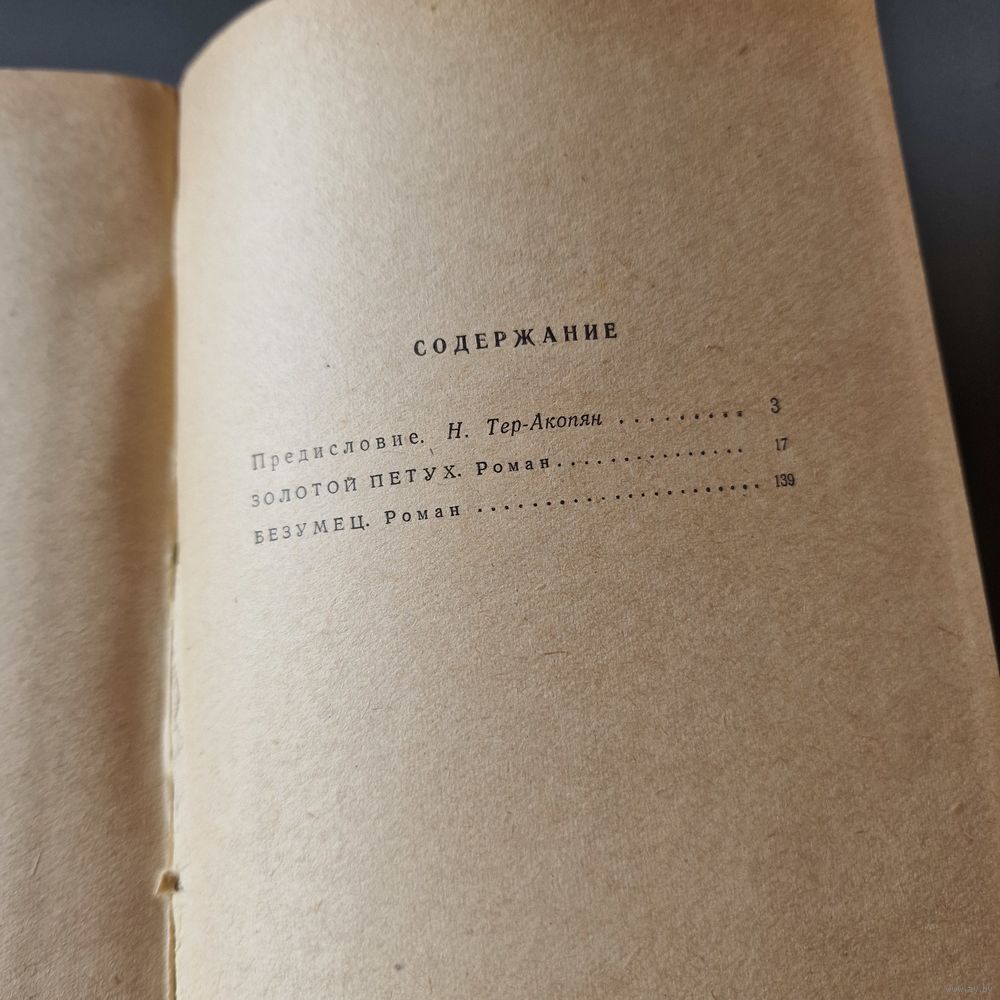 СОДЕРЖАНИЕ
Предисловие. Н. Тер-Акопян . . . . . . . . . 3
ЗОЛОТОЙ ПЕТУХ. Роман . . . . . . . . . . . . . . 17
БЕЗУМЕЦ. Роман . . . . . . . . . . . . . . . . . . . . 139